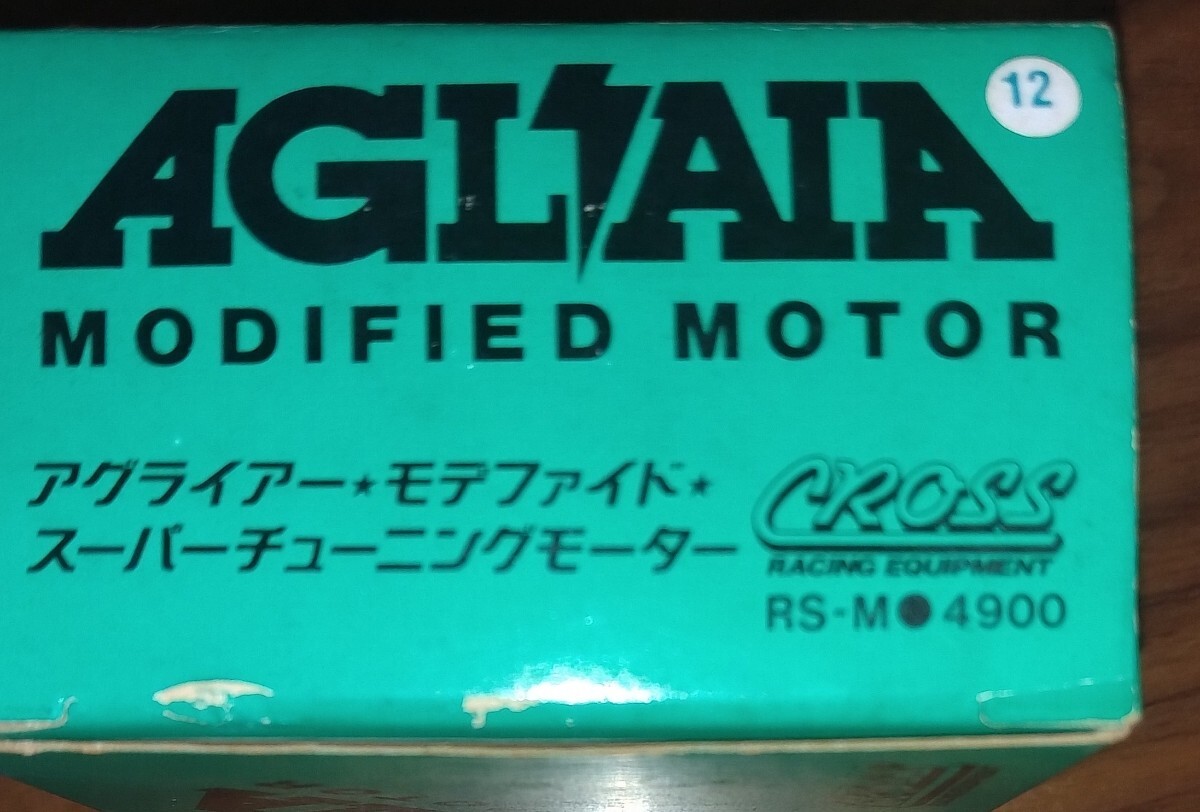 12
AGLAIA
MODIFIED MOTOR
アグライアー★モデファイド★
スーパーチューニングモーター
CROSS
RACING EQUIPMENT
RS-M●4900